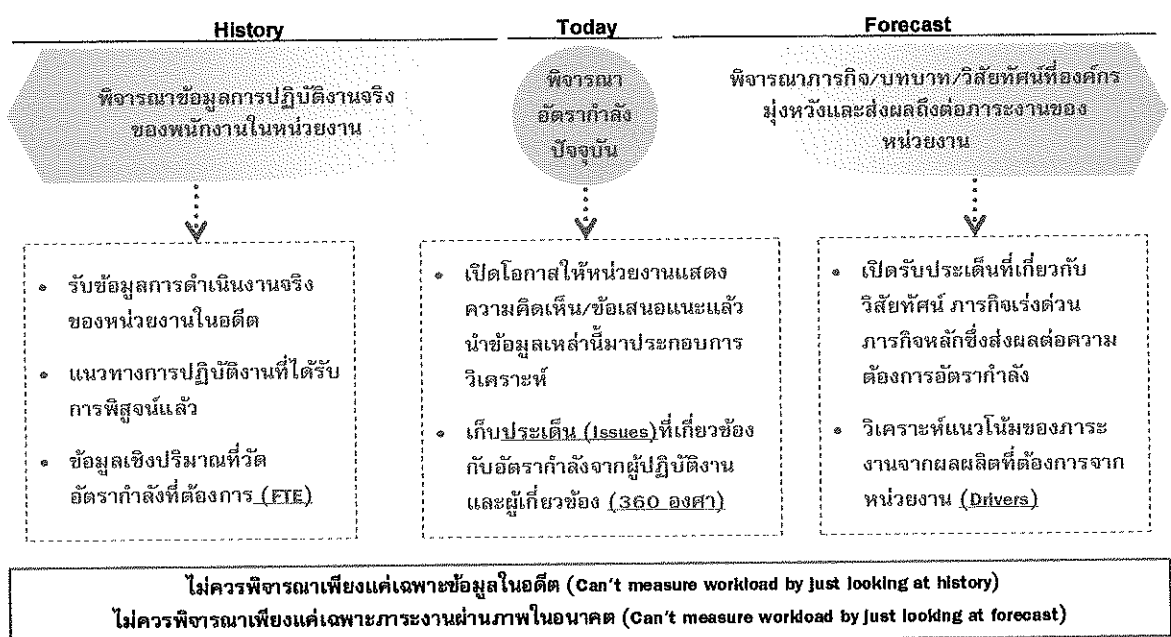 History
Today
Forecast
พิจารณาข้อมูลการปฏิบัติงานจริง
ของพนักงานในหน่วยงาน
พิจารณา
อัตรากำลัง
ปัจจุบัน
พิจารณาภารกิจ/บทบาท/วิสัยทัศน์ที่องค์กร
มุ่งหวังและส่งผลถึงต่อภาระงานของ
หน่วยงาน
• รับข้อมูลการดำเนินงานจริง
ของหน่วยงานในอดีต
• แนวทางการปฏิบัติงานที่ได้รับ
การพิสูจน์แล้ว
• ข้อมูลเชิงปริมาณที่วัด
อัตรากำลังที่ต้องการ (FTE)
• เปิดโอกาสให้หน่วยงานแสดง
ความคิดเห็น/ข้อเสนอแนะแล้ว
นำข้อมูลเหล่านี้มาประกอบการ
วิเคราะห์
• เก็บประเด็น (Issues)ที่เกี่ยวข้อง
กับอัตรากำลังจากผู้ปฏิบัติงาน
และผู้เกี่ยวข้อง (360 องศา)
• เปิดรับประเด็นที่เกี่ยวกับ
วิสัยทัศน์ ภารกิจเร่งด่วน
ภารกิจหลักซึ่งส่งผลต่อความ
ต้องการอัตรากำลัง
• วิเคราะห์แนวโน้มของภาระ
งานจากผลผลิตที่ต้องการจาก
หน่วยงาน (Drivers)
ไม่ควรพิจารณาเพียงแค่เฉพาะข้อมูลในอดีต (Can't measure workload by just looking at history)
ไม่ควรพิจารณาเพียงแค่เฉพาะภาระงานผ่านภาพในอนาคต (Can't measure workload by just looking at forecast)